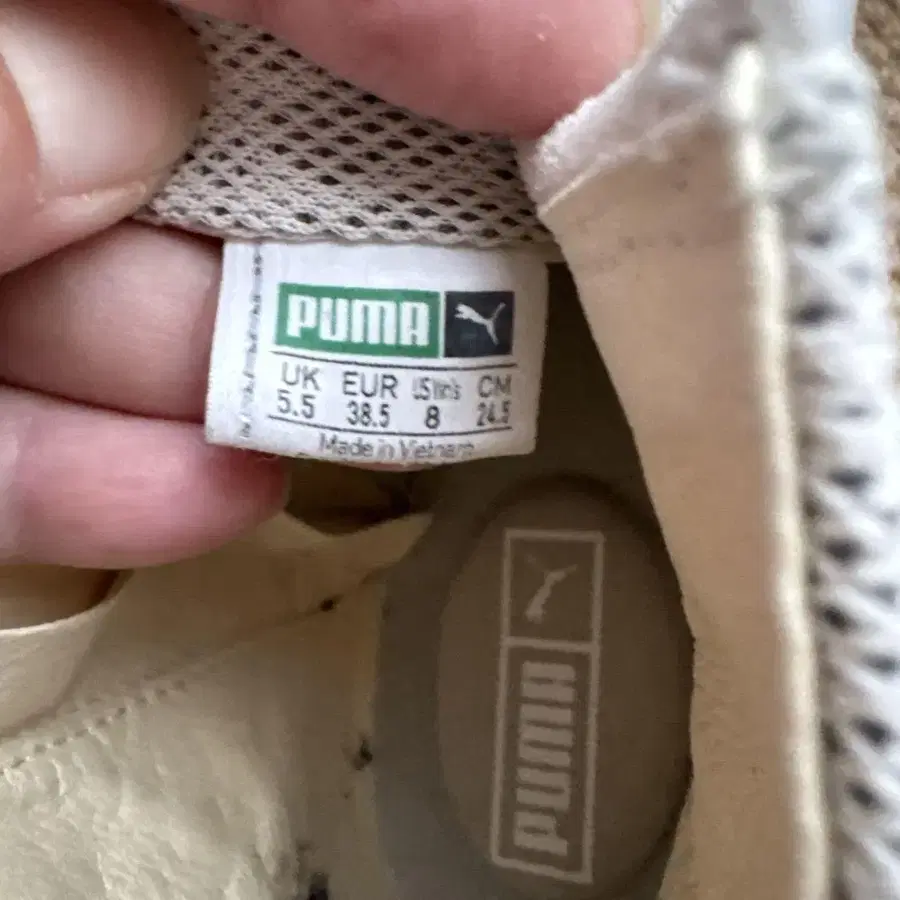 PUMA
UK EUR US Wn's CM
5.5 38.5 8 24.5
Made in Vietnam
PUMA